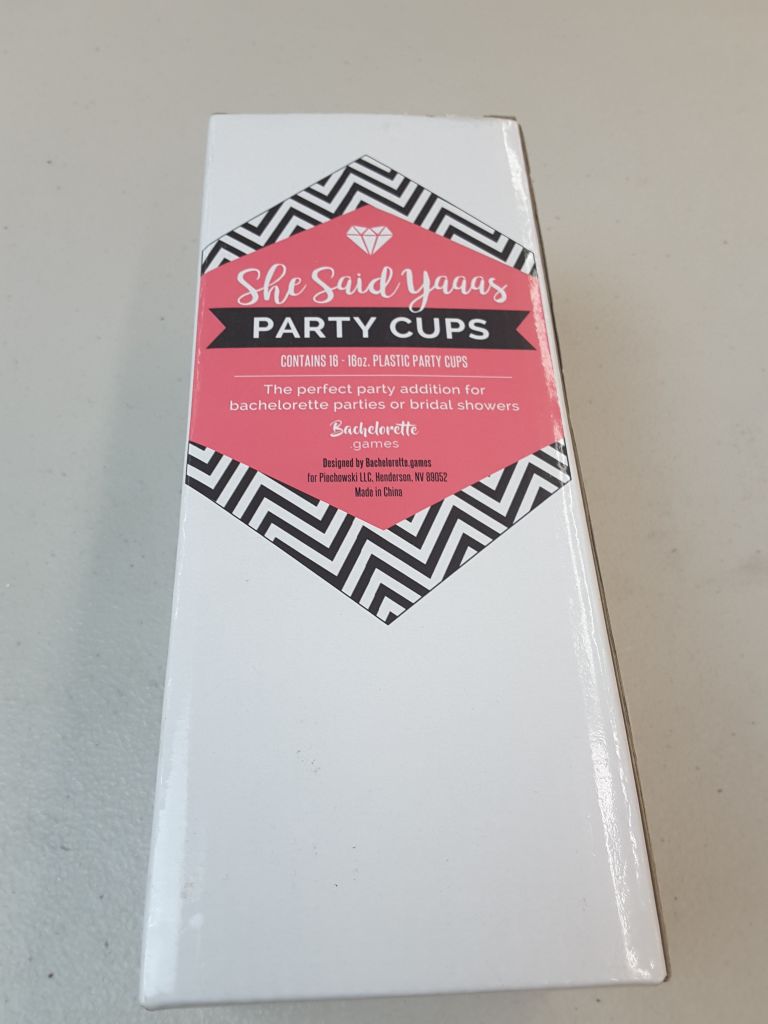 She Said Yaaas
PARTY CUPS
CONTAINS 16 - 16oz. PLASTIC PARTY CUPS
The perfect party addition for
bachelorette parties or bridal showers
Bachelorette
.games
Designed by Bachelorette.games
for Piechowski LLC, Henderson, NV 89052
Made in China